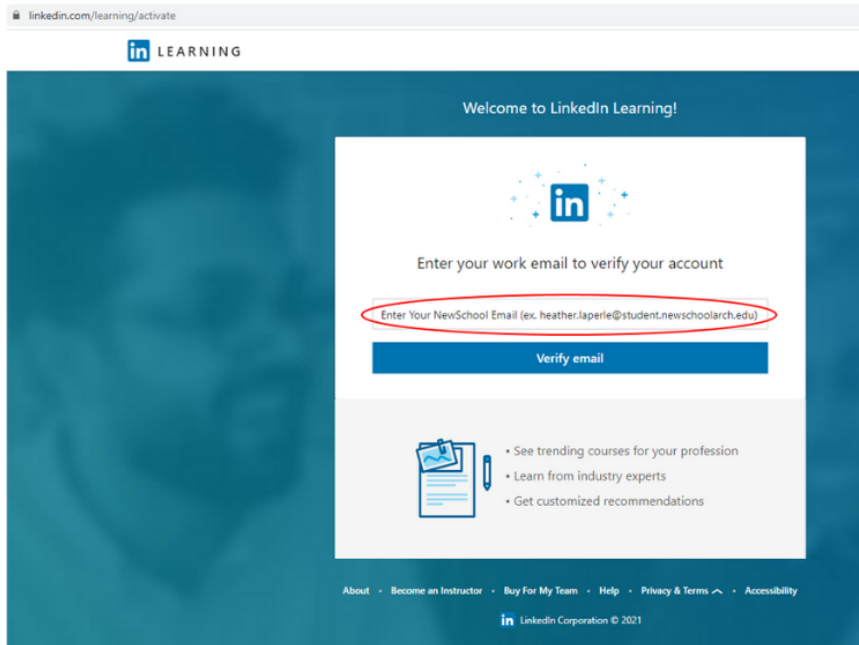 linkedin.com/learning/activate
in LEARNING
Welcome to LinkedIn Learning!
in
Enter your work email to verify your account
Enter Your NewSchool Email (ex. heather.laperle@student.newschoolarch.edu)
Verify email
• See trending courses for your profession
• Learn from industry experts
• Get customized recommendations
About • Become an Instructor • Buy For My Team • Help • Privacy & Terms • Accessibility
in LinkedIn Corporation © 2021